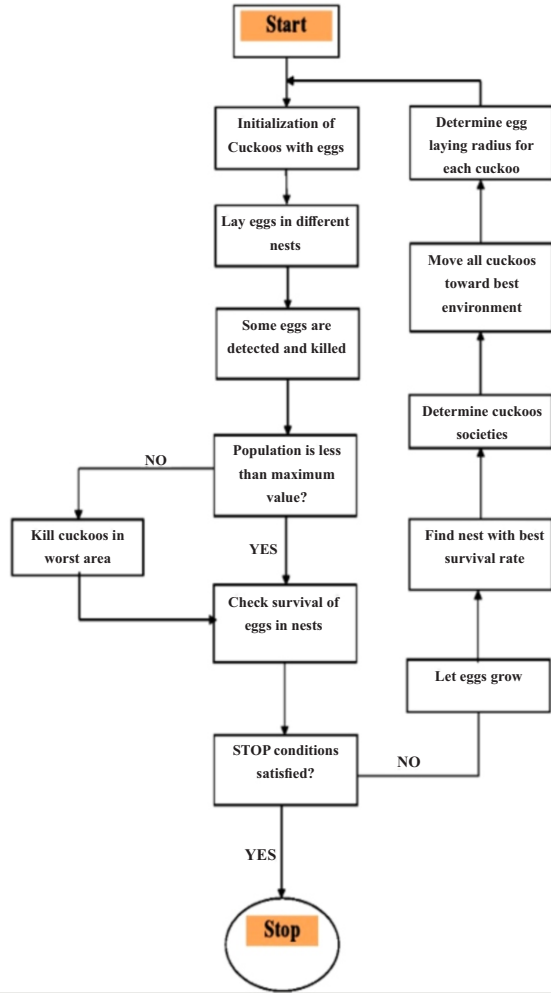 Start
Initialization of
Cuckoos with eggs
Lay eggs in different
nests
Some eggs are
detected and killed
Population is less
than maximum
value?
NO
Kill cuckoos in
worst area
YES
Check survival of
eggs in nests
STOP conditions
satisfied?
NO
Let eggs grow
Find nest with best
survival rate
Determine cuckoos
societies
Move all cuckoos
toward best
environment
Determine egg
laying radius for
each cuckoo
YES
Stop